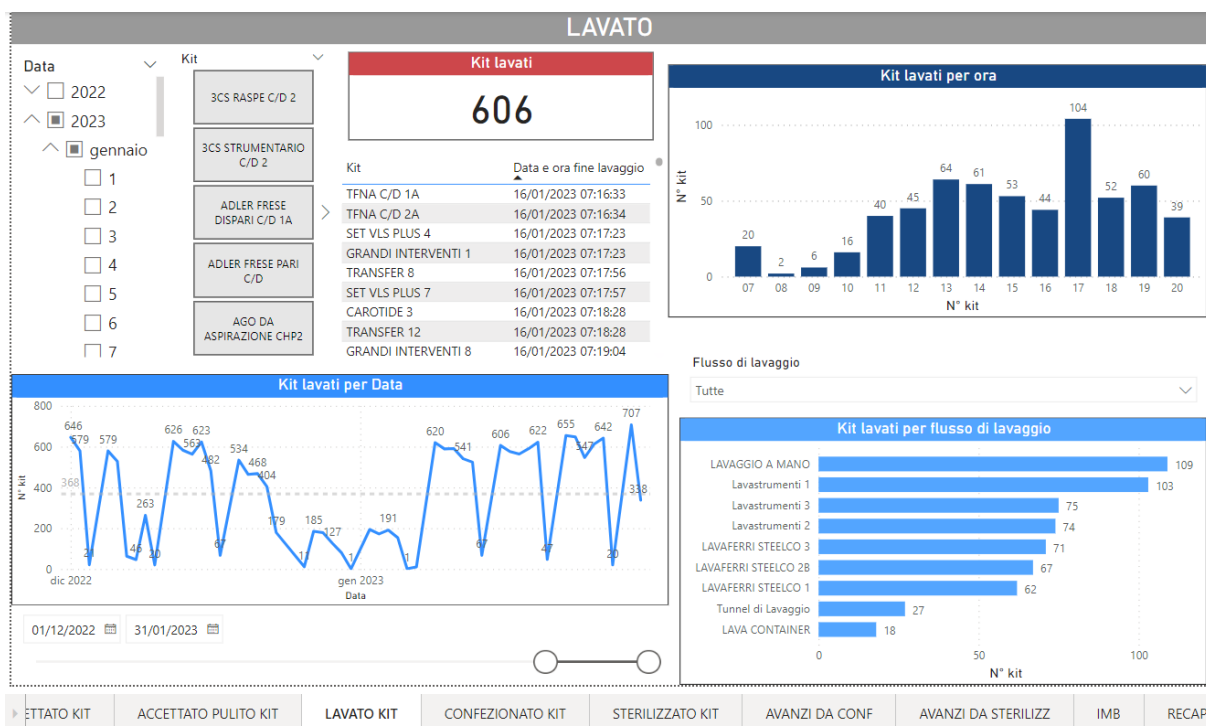 LAVATO
Data
2022
2023
gennaio
1
2
3
4
5
6
7
Kit
3CS RASPE C/D 2
3CS STRUMENTARIO
C/D 2
ADLER FRESE
DISPARI C/D 1A
ADLER FRESE PARI
C/D
AGO DA
ASPIRAZIONE CHP2
Kit lavati
606
Kit Data e ora fine lavaggio
TFNA C/D 1A 16/01/2023 07:16:33
TFNA C/D 2A 16/01/2023 07:16:34
SET VLS PLUS 4 16/01/2023 07:17:23
GRANDI INTERVENTI 1 16/01/2023 07:17:23
TRANSFER 8 16/01/2023 07:17:56
SET VLS PLUS 7 16/01/2023 07:17:57
CAROTIDE 3 16/01/2023 07:18:28
TRANSFER 12 16/01/2023 07:18:28
GRANDI INTERVENTI 8 16/01/2023 07:19:04
Kit lavati per ora
N° kit
100
50
0
20 2 6 16 40 45 64 61 53 44 104 52 60 39
07 08 09 10 11 12 13 14 15 16 17 18 19 20
N° kit
Kit lavati per Data
N° kit
800
600
400
200
0
368
646 579 21 579 46 263 20 626 563 623 482 67 534 468 404 179 11 185 127 1 191 1 620 541 67 606 622 47 655 547 642 20 707 338
dic 2022 gen 2023
Data
01/12/2022 31/01/2023
Flusso di lavaggio
Tutte
Kit lavati per flusso di lavaggio
LAVAGGIO A MANO 109
Lavastrumenti 1 103
Lavastrumenti 3 75
Lavastrumenti 2 74
LAVAFERRI STEELCO 3 71
LAVAFERRI STEELCO 2B 67
LAVAFERRI STEELCO 1 62
Tunnel di Lavaggio 27
LAVA CONTAINER 18
0 50 100
N° kit
ETTATO KIT ACCETTATO PULITO KIT LAVATO KIT CONFEZIONATO KIT STERILIZZATO KIT AVANZI DA CONF AVANZI DA STERILIZZ IMB RECAP